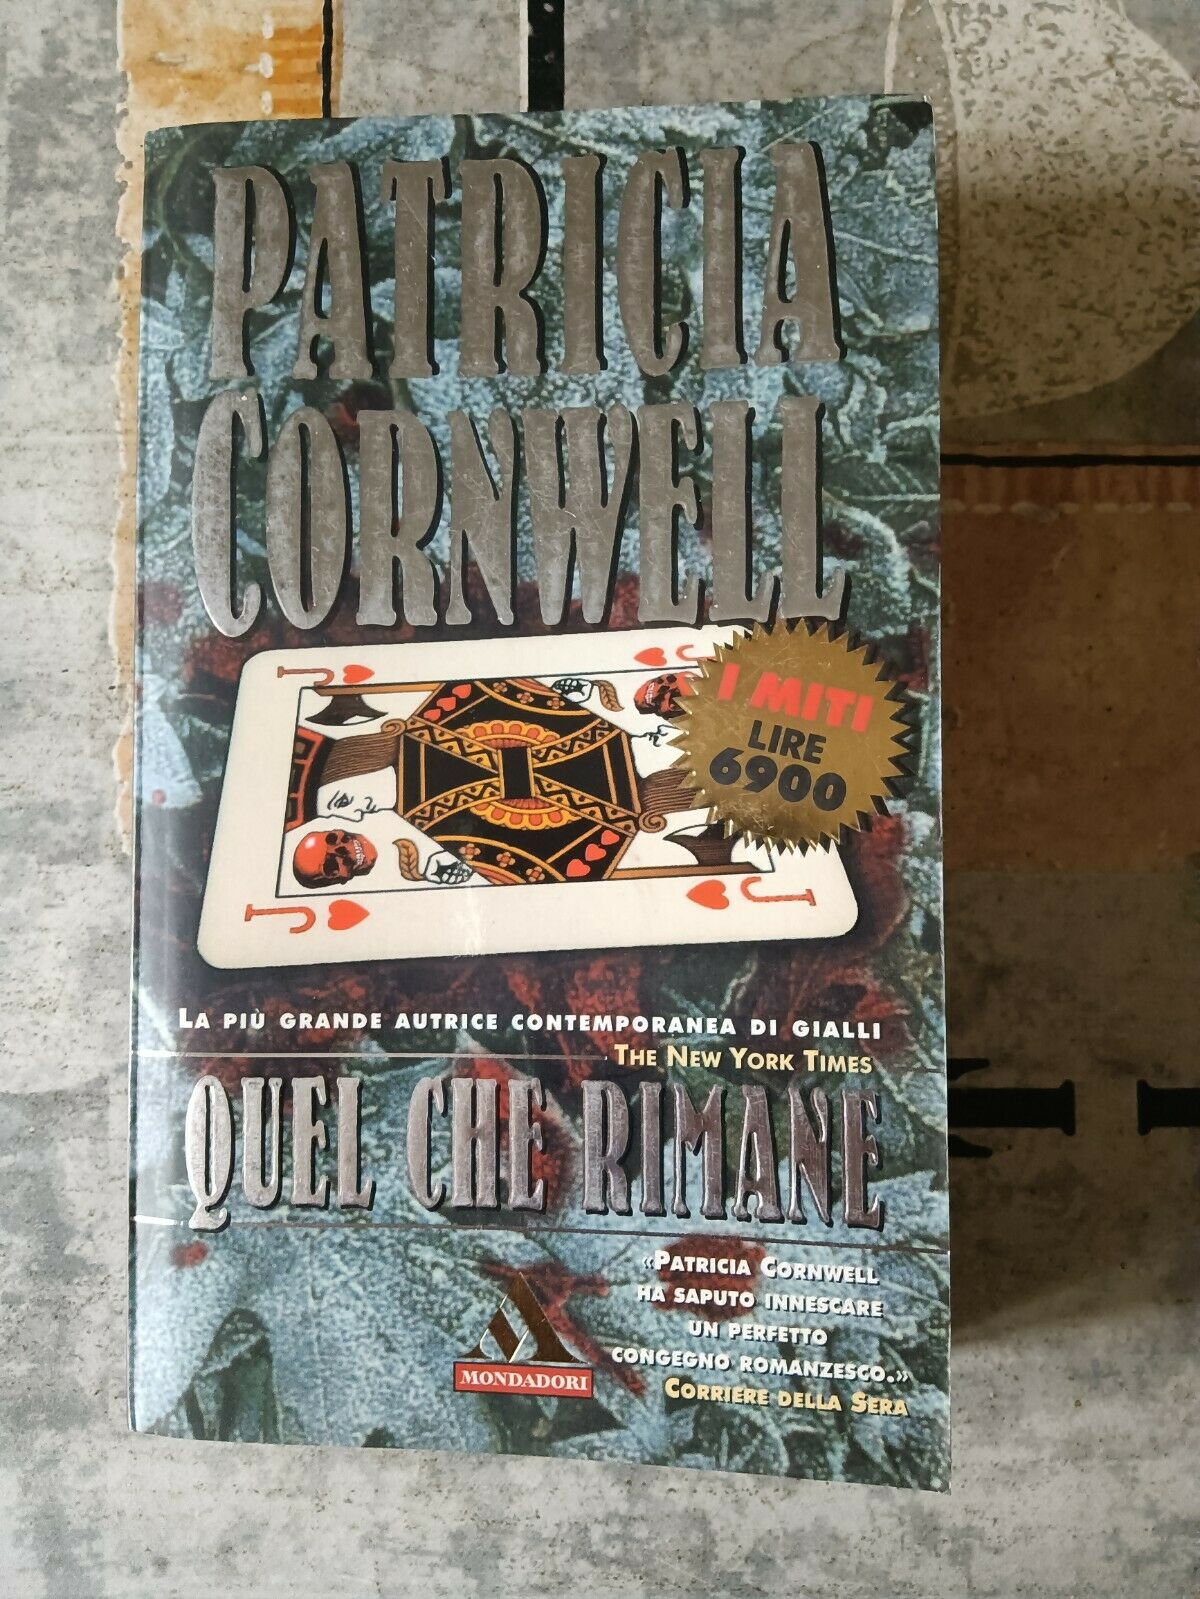 PATRICIA
CORNWELL
J
J
I MITI
LIRE
6900
J
J
LA PIÙ GRANDE AUTRICE CONTEMPORANEA DI GIALLI
THE NEW YORK TIMES
QUEL CHE RIMANE
«PATRICIA CORNWELL
HA SAPUTO INNESCARE
UN PERFETTO
CONGEGNO ROMANZESCO.»
CORRIERE DELLA SERA
MONDADORI